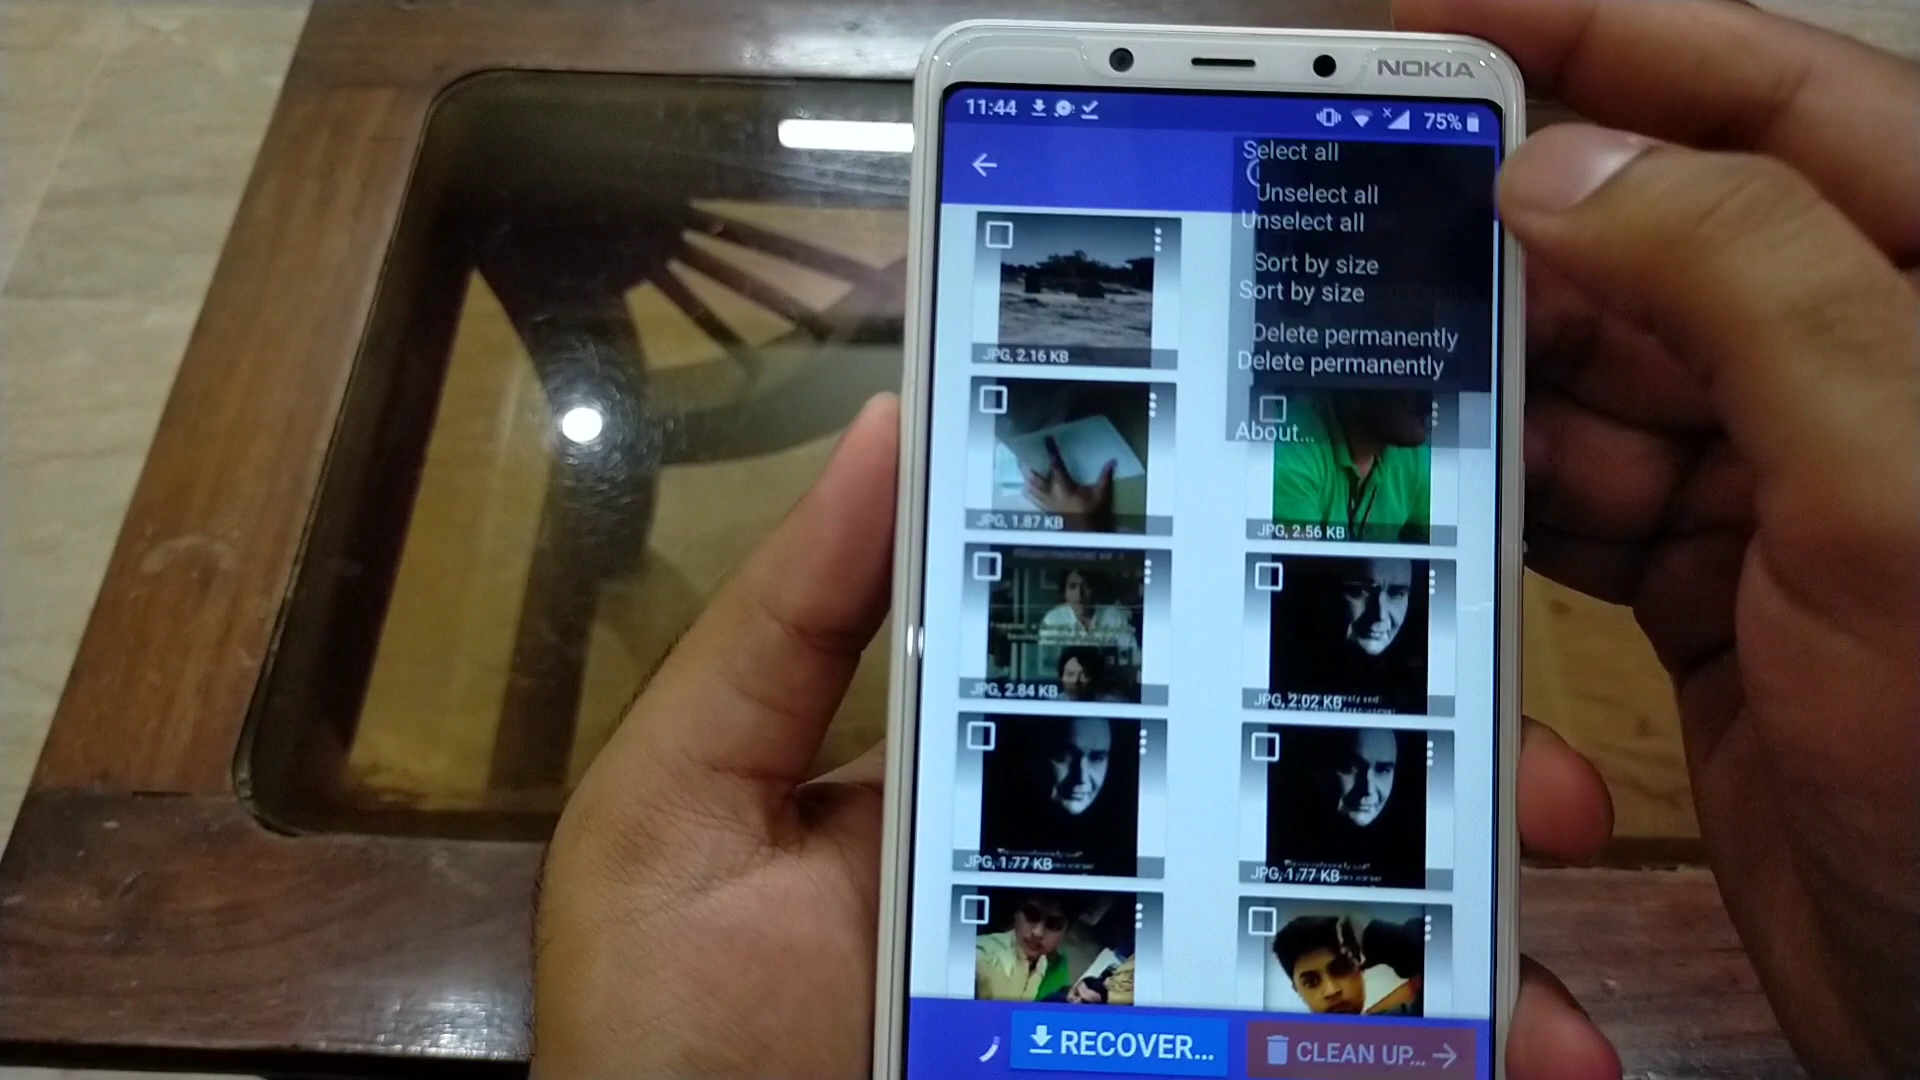 NOKIA
11:44
75%
Select all
Unselect all
Unselect all
Sort by size
Sort by size
Delete permanently
Delete permanently
About...
JPG, 2.16 KB
JPG, 1.87 KB
JPG, 2.56 KB
JPG, 2.84 KB
JPG, 2.02 KB
JPG, 1.77 KB
JPG, 1.77 KB
RECOVER...
CLEAN UP...